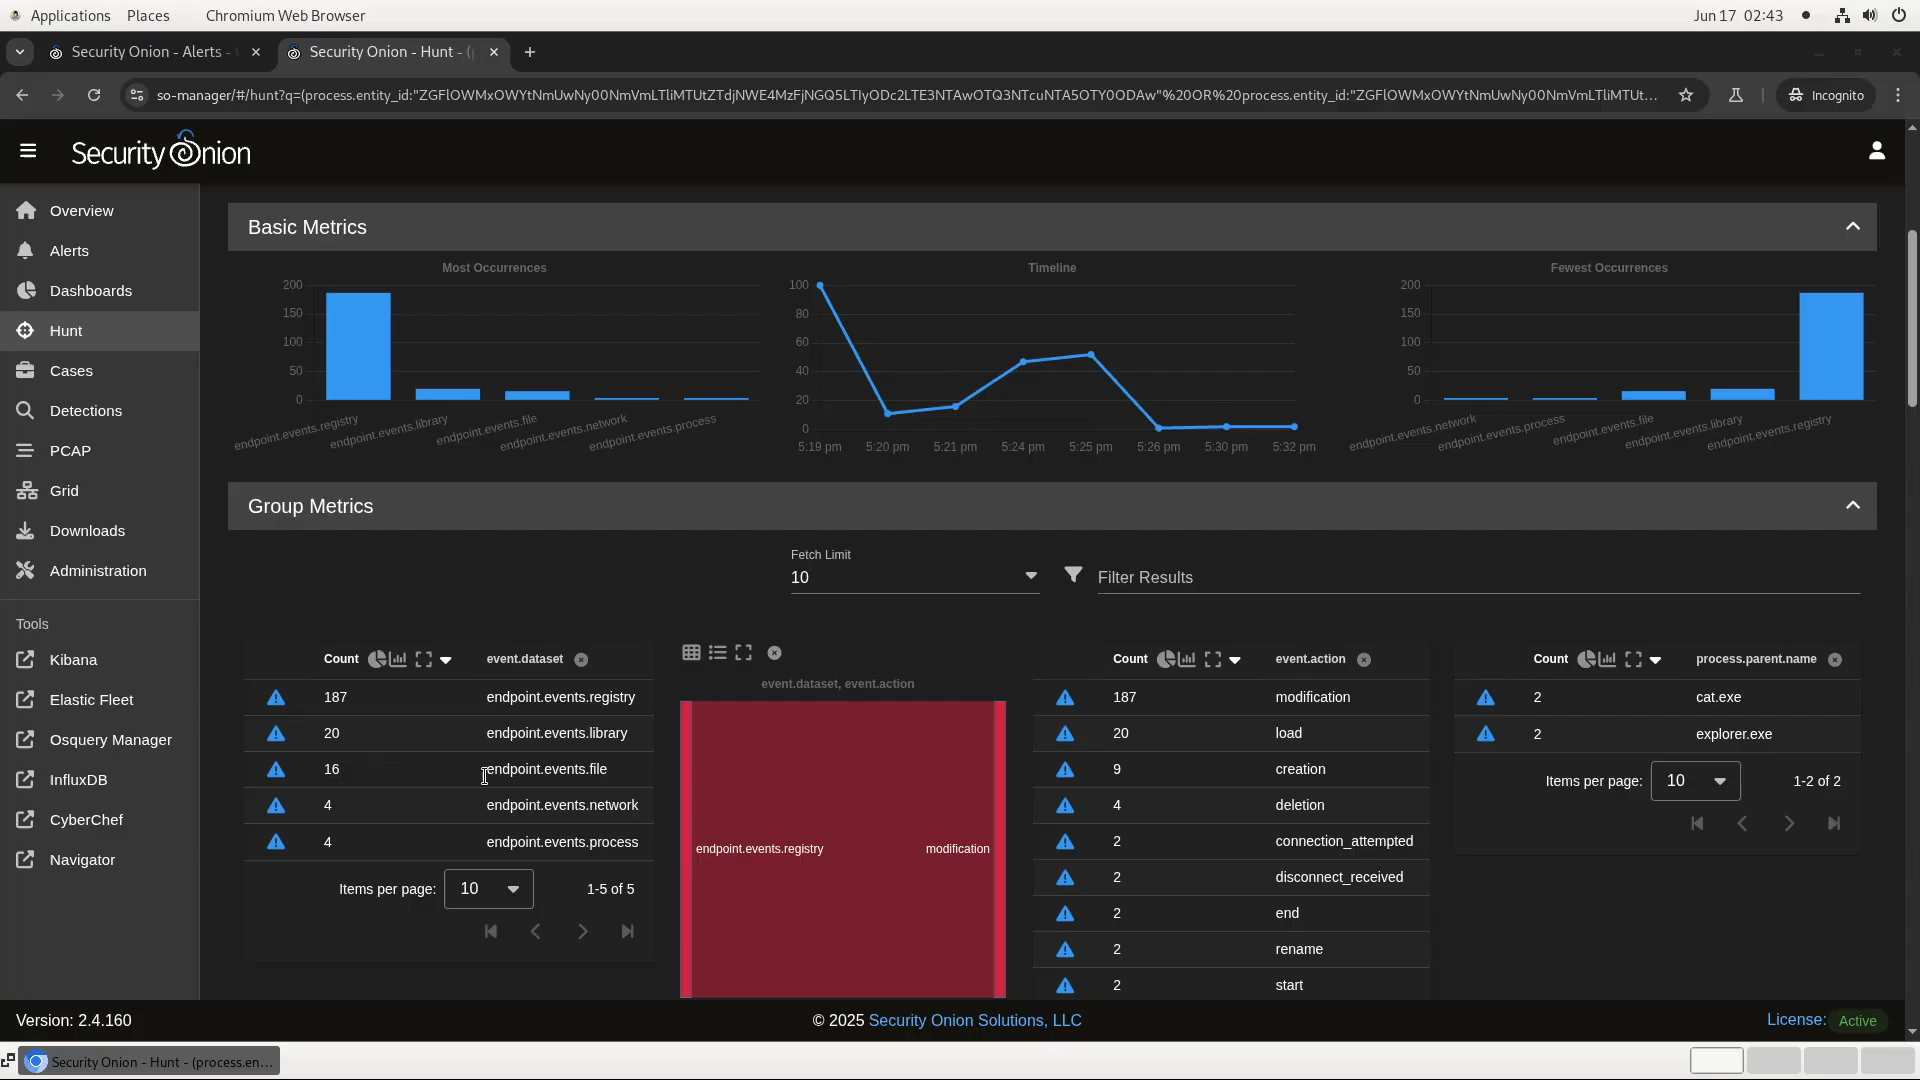 Applications Places Chromium Web Browser Jun 17 02:43
Security Onion - Alerts - Security Onion - Hunt - (
so-manager/#/hunt?q=(process.entity_id:"ZGFlOWMxOWYtNmUwNy00NmVmLTliMTUtZTdjNWE4MzFjNGQ5LTIyODc2LTE3NTAwOTQ3NTcuNTA5OTY0ODAw"%20OR%20process.entity_id:"ZGFlOWMxOWYtNmUwNy00NmVmLTliMTUt... Incognito
Security Onion
Overview
Alerts
Dashboards
Hunt
Cases
Detections
PCAP
Grid
Downloads
Administration
Tools
Kibana
Elastic Fleet
Osquery Manager
InfluxDB
CyberChef
Navigator
Basic Metrics
Most Occurrences
200
150
100
50
0
endpoint.events.registry
endpoint.events.library
endpoint.events.file
endpoint.events.network
endpoint.events.process
Timeline
100
80
60
40
20
0
5:19 pm 5:20 pm 5:21 pm 5:24 pm 5:25 pm 5:26 pm 5:30 pm 5:32 pm
Fewest Occurrences
200
150
100
50
0
endpoint.events.network
endpoint.events.process
endpoint.events.file
endpoint.events.library
endpoint.events.registry
Group Metrics
Fetch Limit
10
Filter Results
Count event.dataset
187 endpoint.events.registry
20 endpoint.events.library
16 endpoint.events.file
4 endpoint.events.network
4 endpoint.events.process
Items per page: 10 1-5 of 5
event.dataset, event.action
endpoint.events.registry modification
Count event.action
187 modification
20 load
9 creation
4 deletion
2 connection_attempted
2 disconnect_received
2 end
2 rename
2 start
Count process.parent.name
2 cat.exe
2 explorer.exe
Items per page: 10 1-2 of 2
Version: 2.4.160 © 2025 Security Onion Solutions, LLC License: Active
Security Onion - Hunt - (process.en...